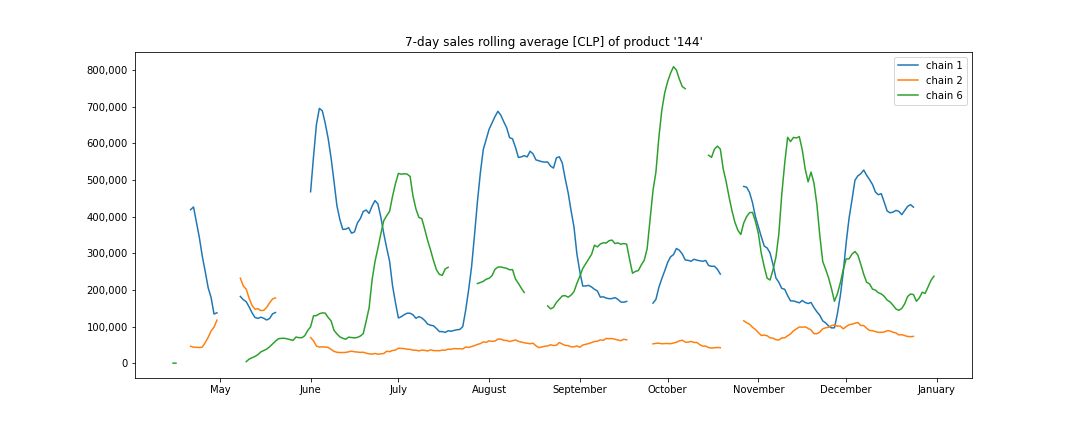 7-day sales rolling average [CLP] of product '144'
chain 1
chain 2
chain 6
800,000
700,000
600,000
500,000
400,000
300,000
200,000
100,000
0
May June July August September October November December January